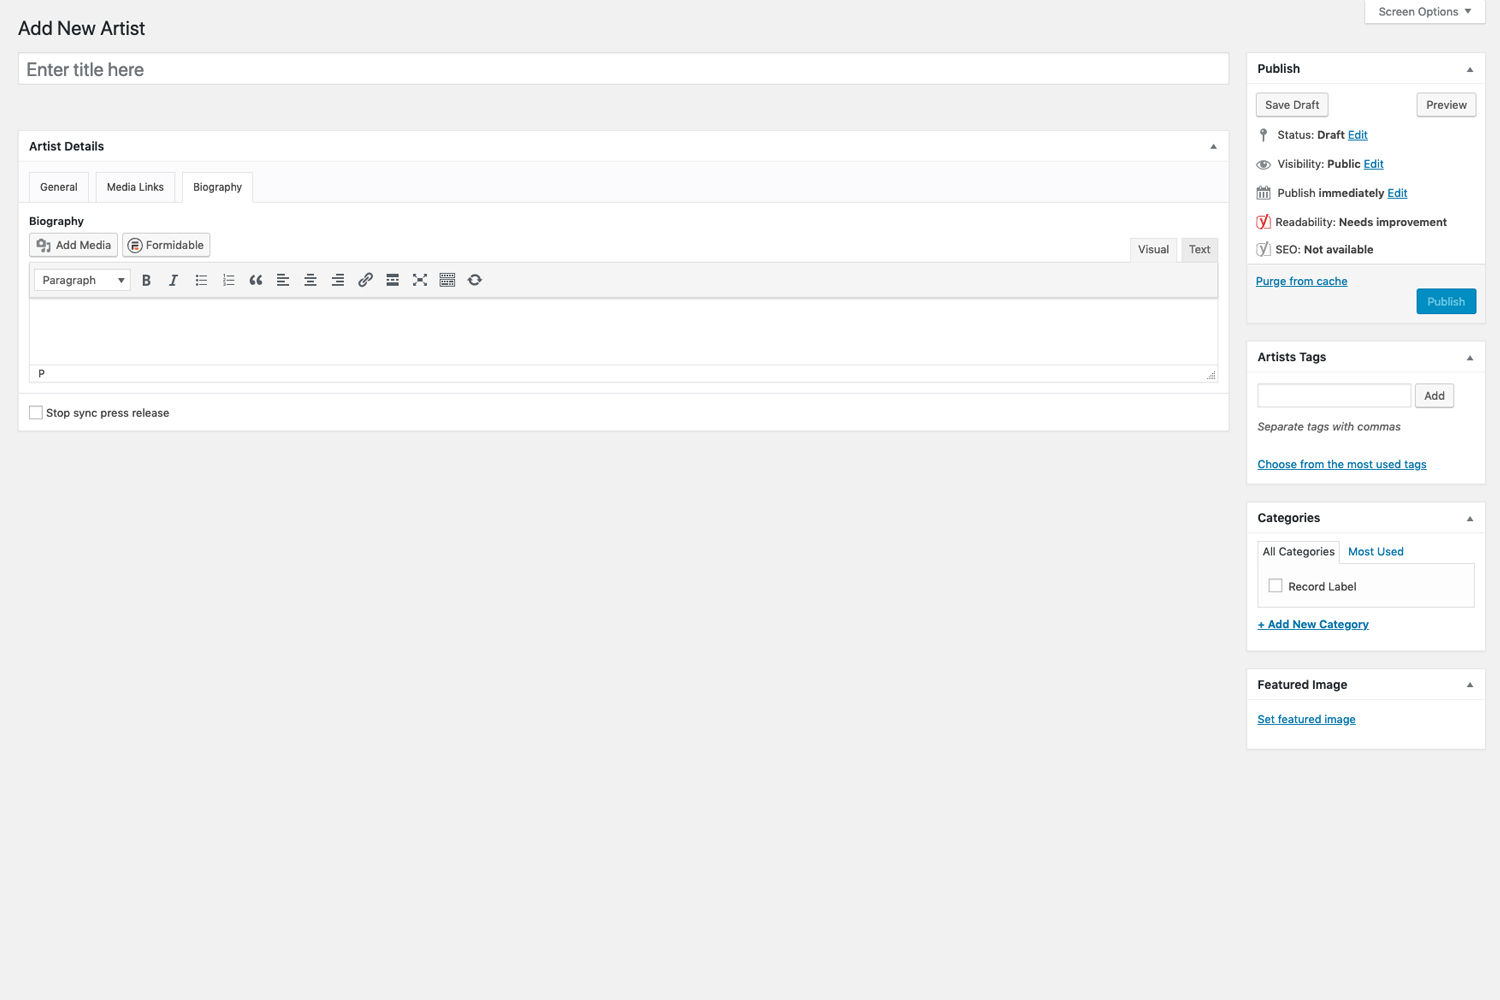 Screen Options
Add New Artist
Enter title here
Artist Details
General Media Links Biography
Biography
Add Media Formidable
Visual Text
Paragraph
P
Stop sync press release
Publish
Save Draft Preview
Status: Draft Edit
Visibility: Public Edit
Publish immediately Edit
Readability: Needs improvement
SEO: Not available
Purge from cache
Publish
Artists Tags
Add
Separate tags with commas
Choose from the most used tags
Categories
All Categories Most Used
Record Label
+ Add New Category
Featured Image
Set featured image